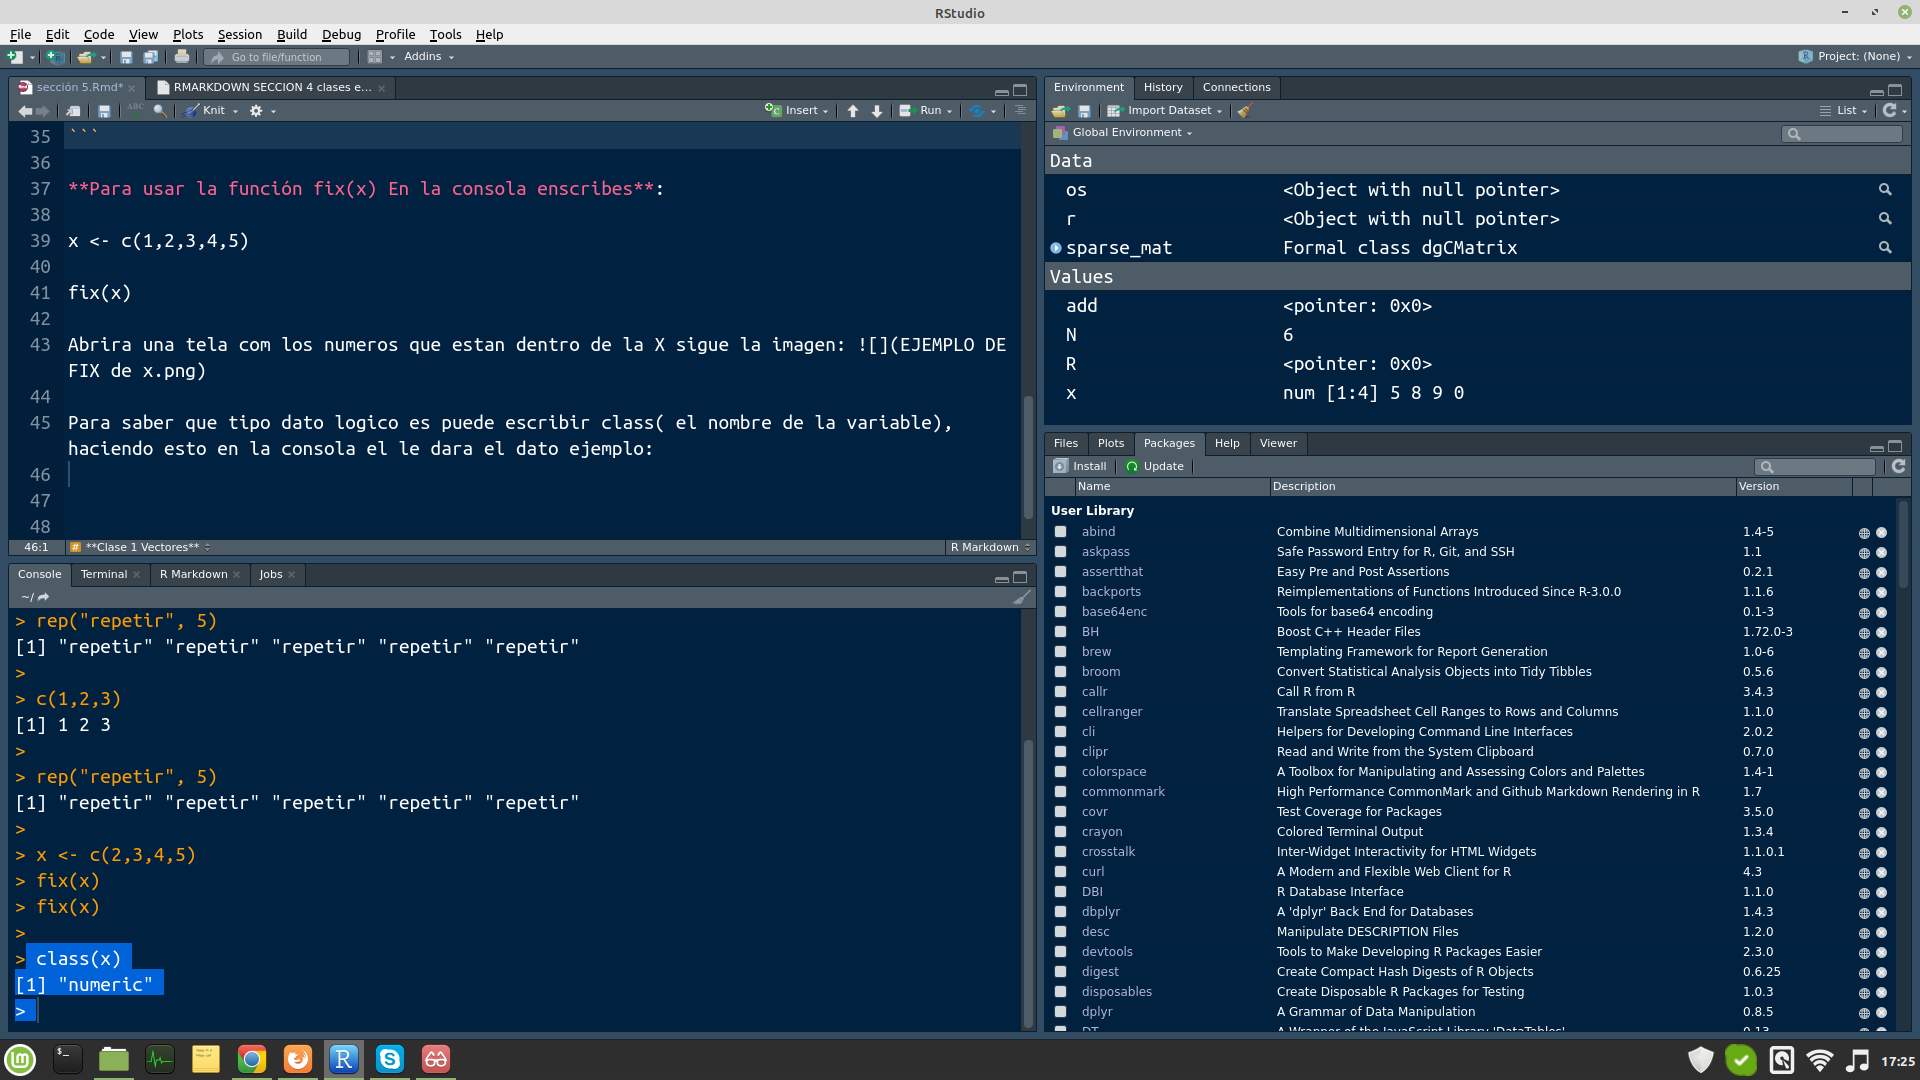 RStudio
File Edit Code View Plots Session Build Debug Profile Tools Help
Go to file/function Addins Project: (None)
sección 5.Rmd* RMARKDOWN SECCION 4 clases e...
ABC Knit Insert Run
35 ```
36
37 **Para usar la función fix(x) En la consola enscribes**:
38
39 x <- c(1,2,3,4,5)
40
41 fix(x)
42
43 Abrira una tela com los numeros que estan dentro de la X sigue la imagen: ![](EJEMPLO DE
FIX de x.png)
44
45 Para saber que tipo dato logico es puede escribir class( el nombre de la variable),
haciendo esto en la consola el le dara el dato ejemplo:
46
47
48
46:1 # **Clase 1 Vectores** R Markdown
Console Terminal R Markdown Jobs
~/
> rep("repetir", 5)
[1] "repetir" "repetir" "repetir" "repetir" "repetir"
>
> c(1,2,3)
[1] 1 2 3
>
> rep("repetir", 5)
[1] "repetir" "repetir" "repetir" "repetir" "repetir"
>
> x <- c(2,3,4,5)
> fix(x)
> fix(x)
>
> class(x)
[1] "numeric"
>
Environment History Connections
Import Dataset List
Global Environment
Data
os <Object with null pointer>
r <Object with null pointer>
sparse_mat Formal class dgCMatrix
Values
add <pointer: 0x0>
N 6
R <pointer: 0x0>
x num [1:4] 5 8 9 0
Files Plots Packages Help Viewer
Install Update
Name Description Version
User Library
abind Combine Multidimensional Arrays 1.4-5
askpass Safe Password Entry for R, Git, and SSH 1.1
assertthat Easy Pre and Post Assertions 0.2.1
backports Reimplementations of Functions Introduced Since R-3.0.0 1.1.6
base64enc Tools for base64 encoding 0.1-3
BH Boost C++ Header Files 1.72.0-3
brew Templating Framework for Report Generation 1.0-6
broom Convert Statistical Analysis Objects into Tidy Tibbles 0.5.6
callr Call R from R 3.4.3
cellranger Translate Spreadsheet Cell Ranges to Rows and Columns 1.1.0
cli Helpers for Developing Command Line Interfaces 2.0.2
clipr Read and Write from the System Clipboard 0.7.0
colorspace A Toolbox for Manipulating and Assessing Colors and Palettes 1.4-1
commonmark High Performance CommonMark and Github Markdown Rendering in R 1.7
covr Test Coverage for Packages 3.5.0
crayon Colored Terminal Output 1.3.4
crosstalk Inter-Widget Interactivity for HTML Widgets 1.1.0.1
curl A Modern and Flexible Web Client for R 4.3
DBI R Database Interface 1.1.0
dbplyr A 'dplyr' Back End for Databases 1.4.3
desc Manipulate DESCRIPTION Files 1.2.0
devtools Tools to Make Developing R Packages Easier 2.3.0
digest Create Compact Hash Digests of R Objects 0.6.25
disposables Create Disposable R Packages for Testing 1.0.3
dplyr A Grammar of Data Manipulation 0.8.5
DT A Wrapper of the JavaScript Library 'DataTables' 0.13
17:25